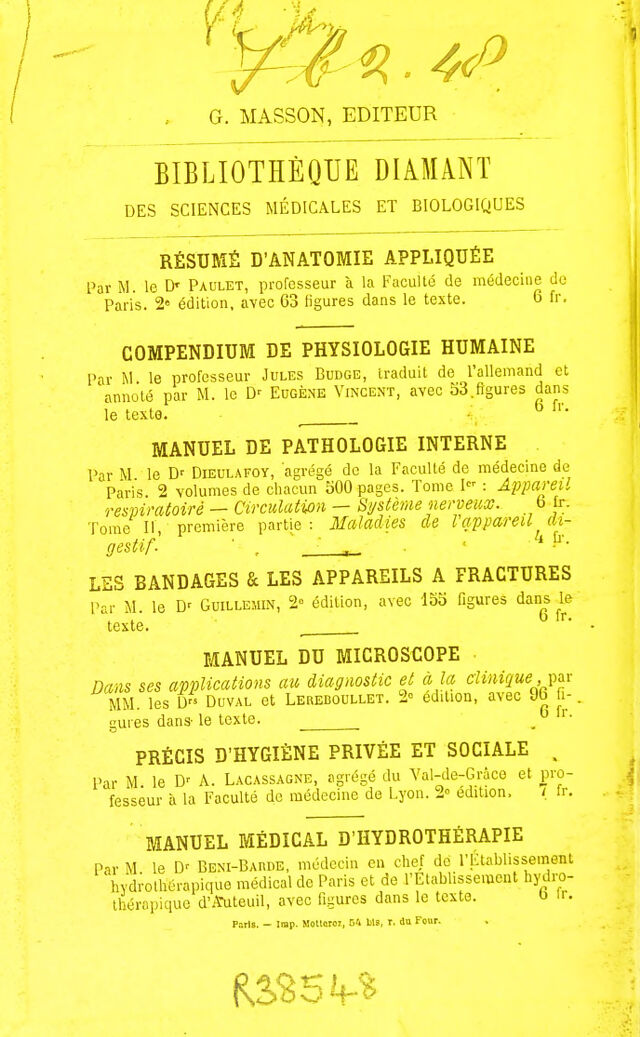 J b 2. 48
G. MASSON, EDITEUR
BIBLIOTHÈQUE DIAMANT
DES SCIENCES MÉDICALES ET BIOLOGIQUES
RÉSUMÉ D'ANATOMIE APPLIQUÉE
Par M. le Dr PAULET, professeur à la Faculté de médecine de
Paris. 2e édition, avec 63 figures dans le texte. 6 fr.
COMPENDIUM DE PHYSIOLOGIE HUMAINE
Par M. le professeur JULES BUDGE, traduit de l'allemand et
annoté par M. le Dr EUGÈNE VINCENT, avec 53 figures dans
le texte. 6 fr.
MANUEL DE PATHOLOGIE INTERNE
Par M. le Dr DIEULAFOY, agrégé de la Faculté de médecine de
Paris. 2 volumes de chacun 500 pages. Tome Ier : Appareil
respiratoire — Circulation — Système nerveux. 6 fr.
Tome II, première partie : Maladies de l'appareil di-
gestif. 4 fr.
LES BANDAGES & LES APPAREILS A FRACTURES
Par M. le Dr GUILLEMIN, 2e édition, avec 155 figures dans le
texte. 6 fr.
MANUEL DU MICROSCOPE
Dans ses applications au diagnostic et à la clinique, par
MM. les Drs DUVAL et LEREBOULLET. 2e édition, avec 96 fi-
gures dans le texte. 6 fr.
PRÉCIS D'HYGIÈNE PRIVÉE ET SOCIALE
Par M. le Dr A. LACASSAGNE, agrégé du Val-de-Grâce et pro-
fesseur à la Faculté de médecine de Lyon. 2e édition, 7 fr.
MANUEL MÉDICAL D'HYDROTHÉRAPIE
Par M. le Dr BENI-BARDE, médecin en chef de l'Établissement
hydrothérapique médical de Paris et de l'Établissement hydro-
thérapique d'Auteuil, avec figures dans le texte. 6 fr.
Paris. — Imp. Motteroz, 54 bis, r. du Four.
R38548